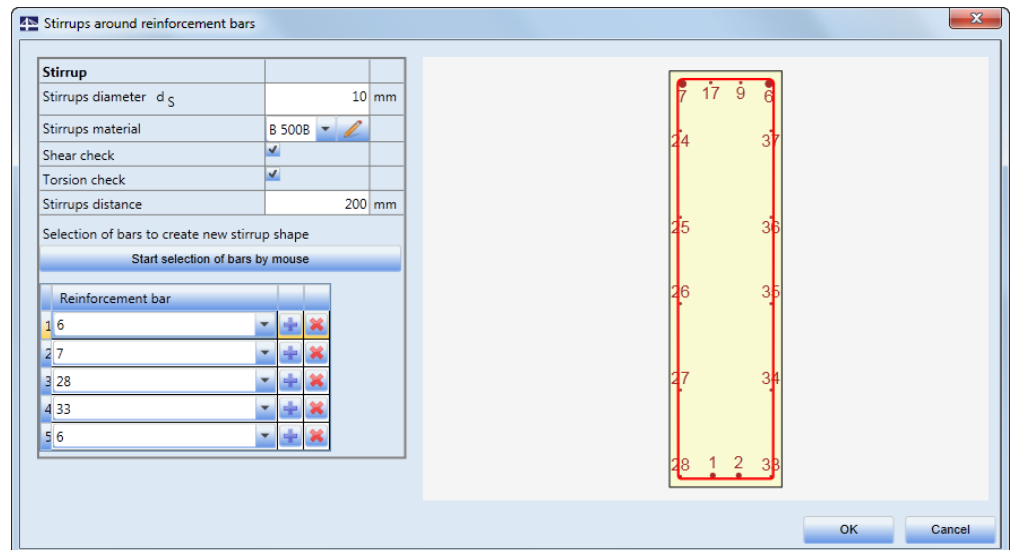 Stirrups around reinforcement bars
Stirrup
Stirrups diameter d S 10 mm
Stirrups material B 500B
Shear check
Torsion check
Stirrups distance 200 mm
Selection of bars to create new stirrup shape
Start selection of bars by mouse
Reinforcement bar
1 6
2 7
3 28
4 33
5 6
7 17 9 6
24 37
25 36
26 35
27 34
28 1 2 33
OK Cancel